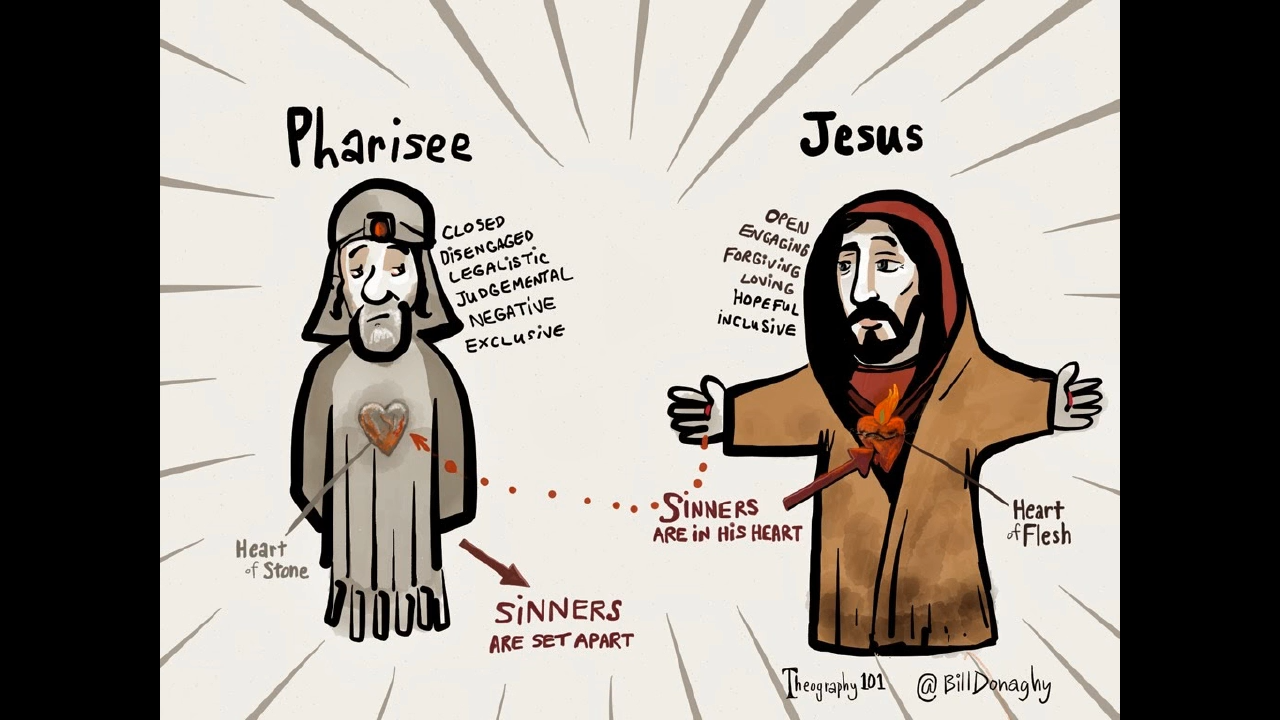 Pharisee
CLOSED
DISENGAGED
LEGALISTIC
JUDGEMENTAL
NEGATIVE
EXCLUSIVE
Heart
of Stone
SINNERS
ARE SET APART
Jesus
OPEN
ENGAGING
FORGIVING
LOVING
HOPEFUL
INCLUSIVE
SINNERS
ARE IN HIS HEART
Heart
of Flesh
Theography 101
@BillDonaghy